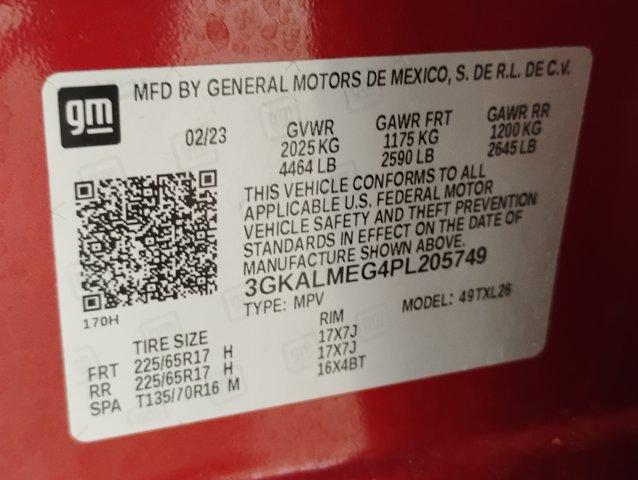 gm
MFD BY GENERAL MOTORS DE MEXICO, S. DE R.L. DE C.V.
02/23 GVWR GAWR FRT GAWR RR
2025 KG 1175 KG 1200 KG
4464 LB 2590 LB 2645 LB
THIS VEHICLE CONFORMS TO ALL
APPLICABLE U.S. FEDERAL MOTOR
VEHICLE SAFETY AND THEFT PREVENTION
STANDARDS IN EFFECT ON THE DATE OF
MANUFACTURE SHOWN ABOVE.
3GKALMEG4PL205749
TYPE: MPV MODEL: 49TXL26
170H
TIRE SIZE RIM
FRT 225/65R17 H 17X7J
RR 225/65R17 H 17X7J
SPA T135/70R16 M 16X4BT